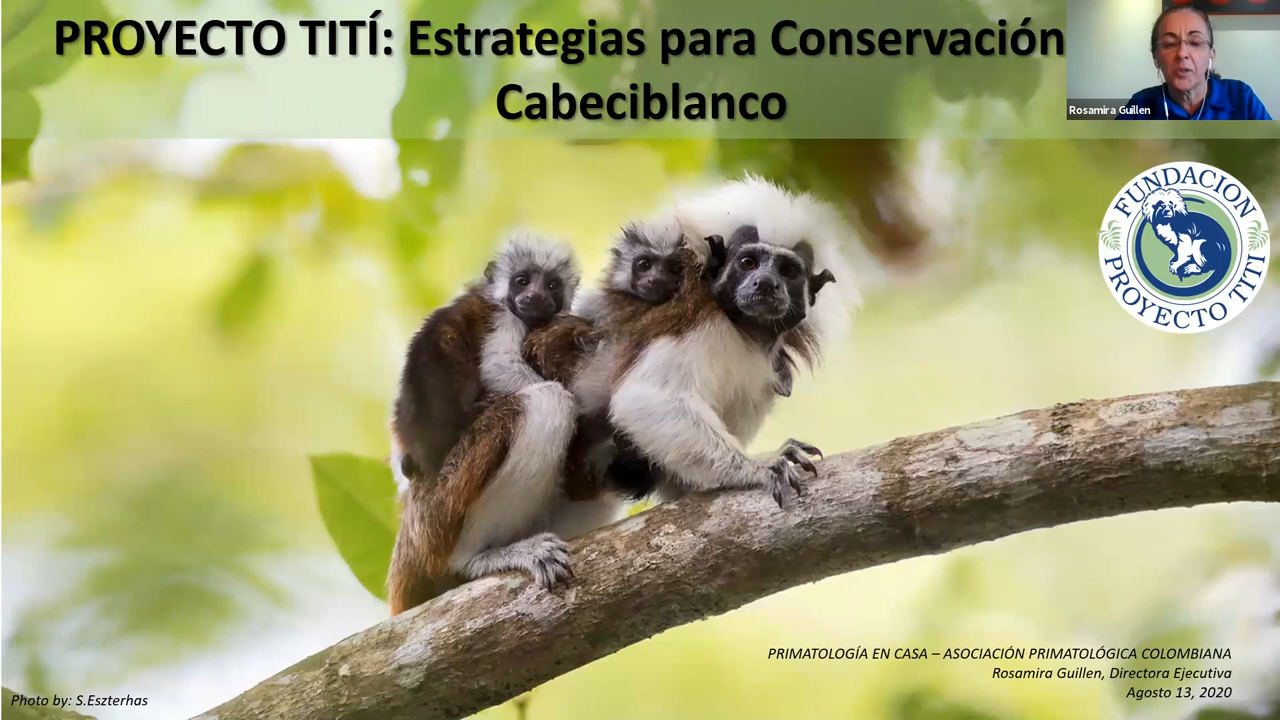 PROYECTO TITÍ: Estrategias para Conservación
Cabeciblanco
Rosamira Guillen
FUNDACION
PROYECTO TITI
PRIMATOLOGÍA EN CASA – ASOCIACIÓN PRIMATOLÓGICA COLOMBIANA
Rosamira Guillen, Directora Ejecutiva
Agosto 13, 2020
Photo by: S.Eszterhas